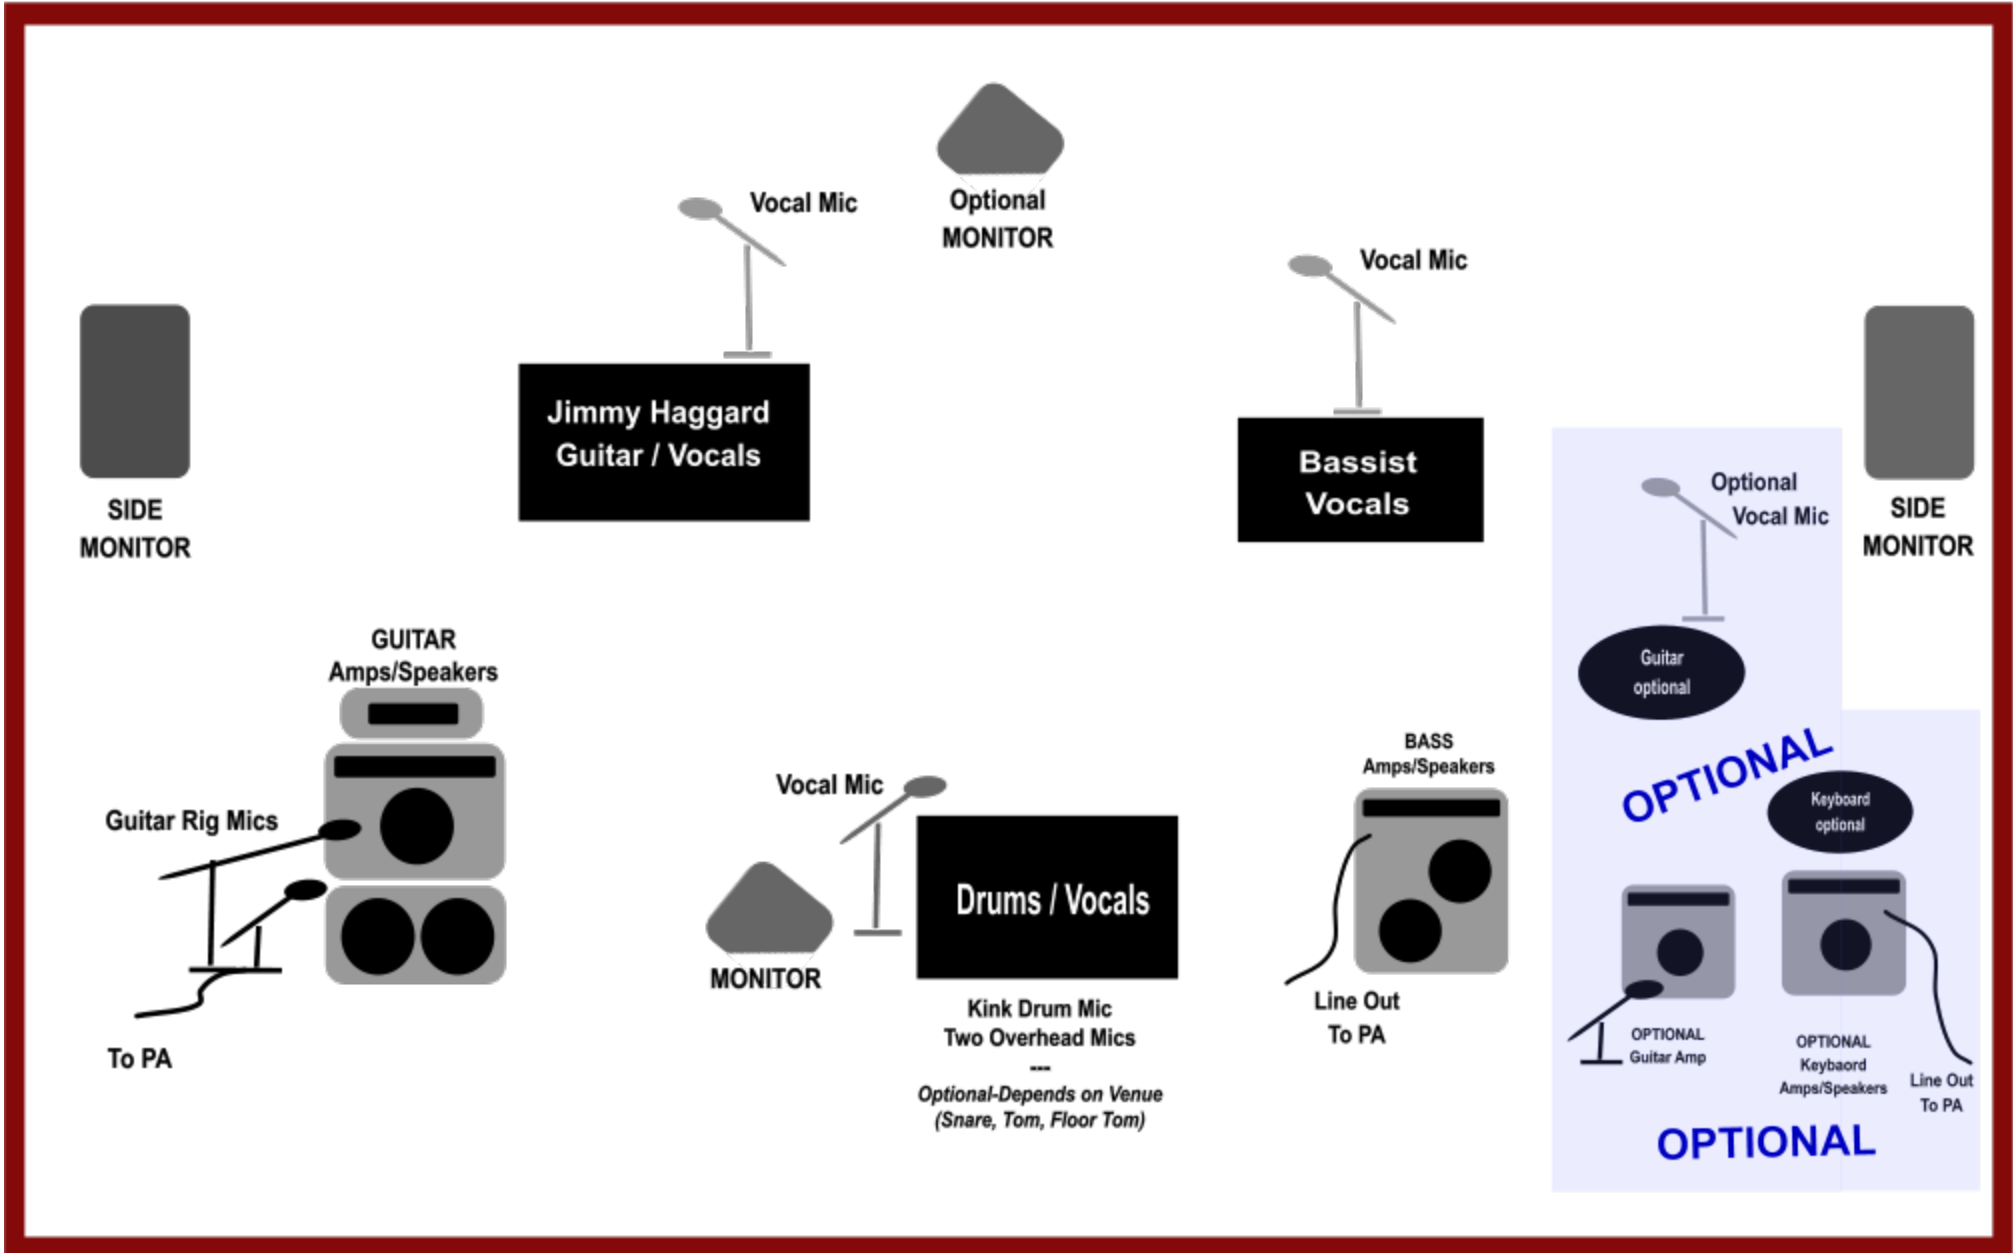 Vocal Mic
Optional
MONITOR
Vocal Mic
Jimmy Haggard
Guitar / Vocals
Bassist
Vocals
SIDE
MONITOR
Optional
Vocal Mic
SIDE
MONITOR
GUITAR
Amps/Speakers
Guitar
optional
Guitar Rig Mics
To PA
Vocal Mic
MONITOR
Drums / Vocals
Kink Drum Mic
Two Overhead Mics
---
Optional-Depends on Venue
(Snare, Tom, Floor Tom)
BASS
Amps/Speakers
Line Out
To PA
OPTIONAL
Keyboard
optional
OPTIONAL
Guitar Amp
OPTIONAL
Keybaord
Amps/Speakers
Line Out
To PA
OPTIONAL